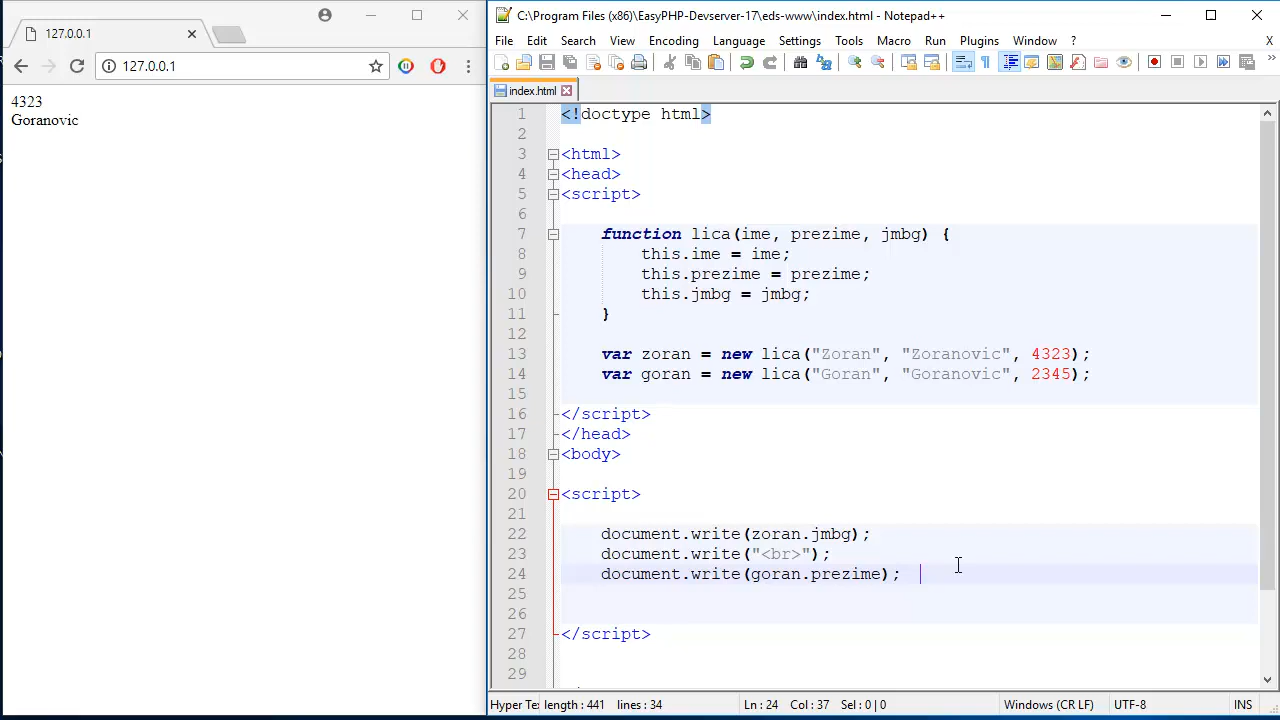 127.0.0.1
127.0.0.1
4323
Goranovic
C:\Program Files (x86)\EasyPHP-Devserver-17\eds-www\index.html - Notepad++
File Edit Search View Encoding Language Settings Tools Macro Run Plugins Window ? X
index.html
1 <!doctype html>
2
3 <html>
4 <head>
5 <script>
6
7 function lica(ime, prezime, jmbg) {
8 this.ime = ime;
9 this.prezime = prezime;
10 this.jmbg = jmbg;
11 }
12
13 var zoran = new lica("Zoran", "Zoranovic", 4323);
14 var goran = new lica("Goran", "Goranovic", 2345);
15
16 </script>
17 </head>
18 <body>
19
20 <script>
21
22 document.write(zoran.jmbg);
23 document.write("<br>");
24 document.write(goran.prezime);
25
26
27 </script>
28
29
Hyper Te: length : 441 lines : 34 Ln : 24 Col : 37 Sel : 0 | 0 Windows (CR LF) UTF-8 INS